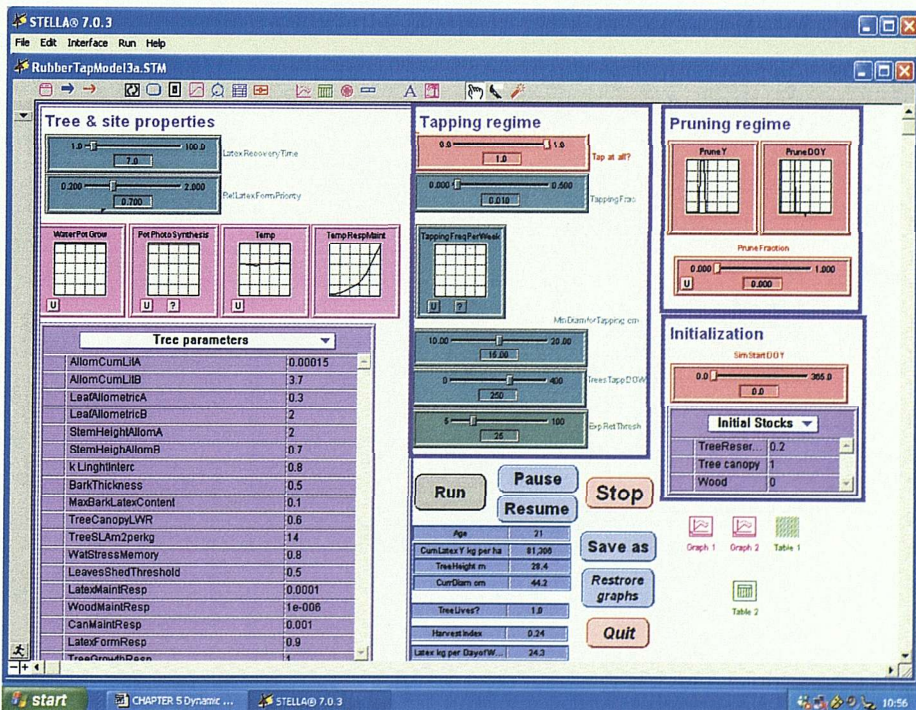 STELLA® 7.0.3
File Edit Interface Run Help
RubberTapModel3a.STM
Tree & site properties
1.0 100.0
7.0
LatexRecoveryTime
0.200 2.000
0.700
RelLatexFormPriority
WaterPotGrow
U
Pot PhotoSynthesis
U ?
Temp
U
TempRespMaint
Tree parameters
AllomCumLitA 0.00015
AllomCumLitB 3.7
LeafAllometricA 0.3
LeafAllometricB 2
StemHeightAllomA 2
StemHeighAllomB 0.7
k LinghtInterc 0.8
BarkThickness 0.5
MaxBarkLatexContent 0.1
TreeCanopyLWR 0.6
TreeSLAm2perkg 14
WatStressMemory 0.8
LeavesShedThreshold 0.5
LatexMaintResp 0.0001
WoodMaintResp 1e-006
CanMaintResp 0.001
LatexFormResp 0.9
TreeGrowthResp 1
Tapping regime
0.0 1.0
1.0
Tap at all?
0.000 0.500
0.010
TappingFrac
TappingFreqPerWeek
U ?
MinDiamforTapping cm
10.00 20.00
15.00
0 400
250
TreesTappDOW
5 100
25
ExpRetThresh
Pruning regime
PruneY
PruneDOY
PruneFraction
0.000 1.000
U
0.000
Initialization
SimStartDOY
0.0 365.0
0.0
Initial Stocks
TreeReser... 0.2
Tree canopy 1
Wood 0
Run
Pause
Resume
Stop
Age 21
CumLatexY kg per ha 81,306
TreeHeight m 28.4
CurrDiam cm 44.2
TreeLives? 1.0
HarvestIndex 0.24
Latex kg per DayofW... 24.3
Save as
Restrore
graphs
Quit
Graph 1
Graph 2
Table 1
Table 2
start
CHAPTER 5 Dynamic ...
STELLA® 7.0.3
10:56